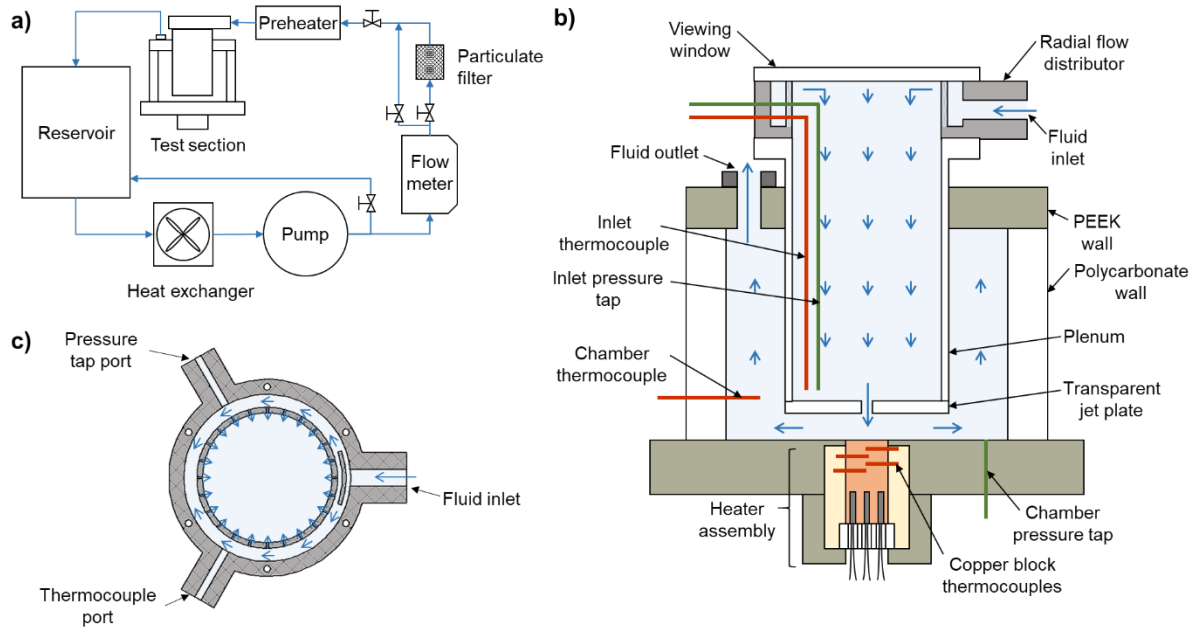 a)
Preheater
Particulate
filter
Reservoir
Test section
Flow
meter
Pump
Heat exchanger
b)
Viewing
window
Radial flow
distributor
Fluid
inlet
Fluid outlet
Inlet
thermocouple
Inlet pressure
tap
Chamber
thermocouple
PEEK
wall
Polycarbonate
wall
Plenum
Transparent
jet plate
Heater
assembly
Chamber
pressure tap
Copper block
thermocouples
c)
Pressure
tap port
Fluid inlet
Thermocouple
port